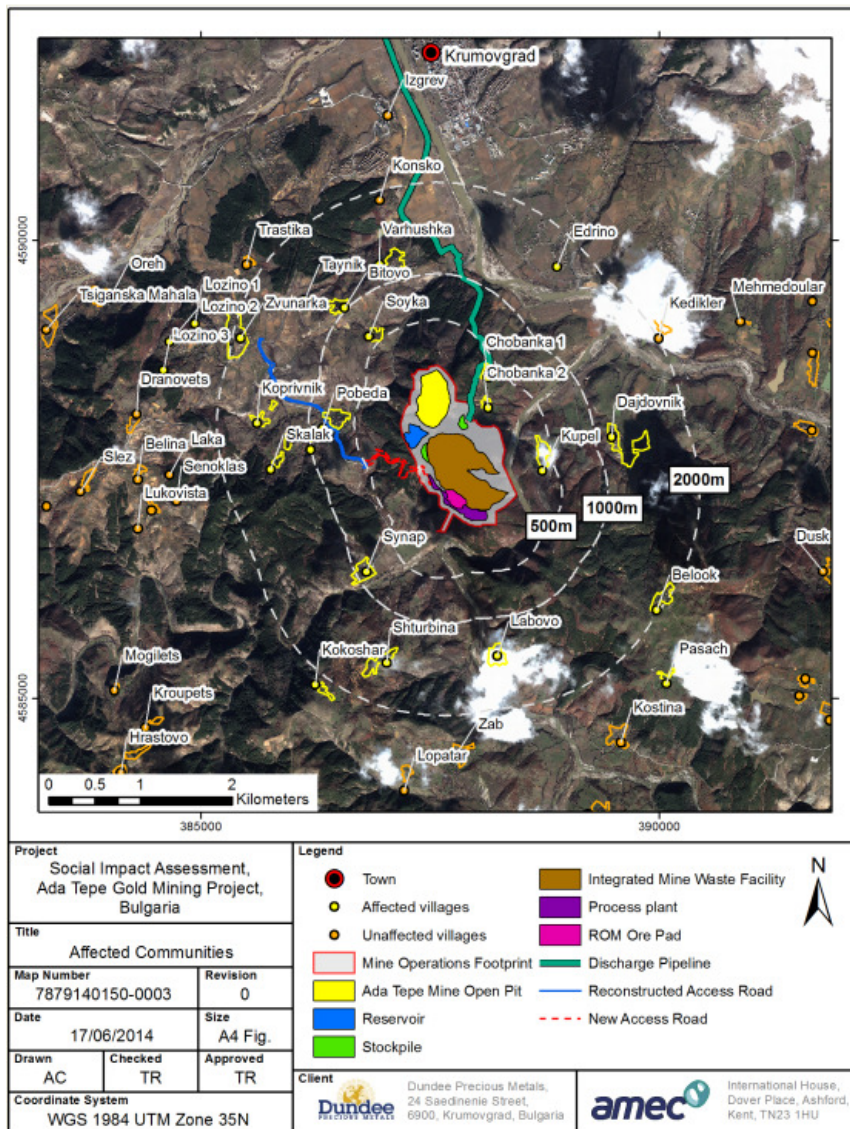 Krumovgrad
Izgrev
Konsko
Trastika
Varhushka
Edrino
Oreh
Taynik
Bitovo
Tsiganska Mahala
Lozino 1
Lozino 2
Zvunarka
Soyka
Kedikler
Mehmedoular
Lozino 3
Chobanka 1
Dranovets
Chobanka 2
Koprivnik
Pobeda
Dajdovnik
Belina
Laka
Skalak
Kupel
Slez
Senoklas
2000m
Lukovista
1000m
500m
Synap
Dusk
Belook
Shturbina
Labovo
Kokoshar
Pasach
Mogilets
Kroupets
Zab
Kostina
Hrastovo
Lopatar
4590000
4585000
0 0.5 1 2
Kilometers
385000
390000
Project
Social Impact Assessment,
Ada Tepe Gold Mining Project,
Bulgaria
Title
Affected Communities
Map Number
7879140150-0003
Revision
0
Date
17/06/2014
Size
A4 Fig.
Drawn
AC
Checked
TR
Approved
TR
Coordinate System
WGS 1984 UTM Zone 35N
Legend
Town
Affected villages
Unaffected villages
Mine Operations Footprint
Ada Tepe Mine Open Pit
Reservoir
Stockpile
Integrated Mine Waste Facility
Process plant
ROM Ore Pad
Discharge Pipeline
Reconstructed Access Road
New Access Road
N
Client
Dundee
PRECIOUS METALS
Dundee Precious Metals,
24 Saedinenie Street,
6900, Krumovgrad, Bulgaria
amec
International House,
Dover Place, Ashford,
Kent, TN23 1HU